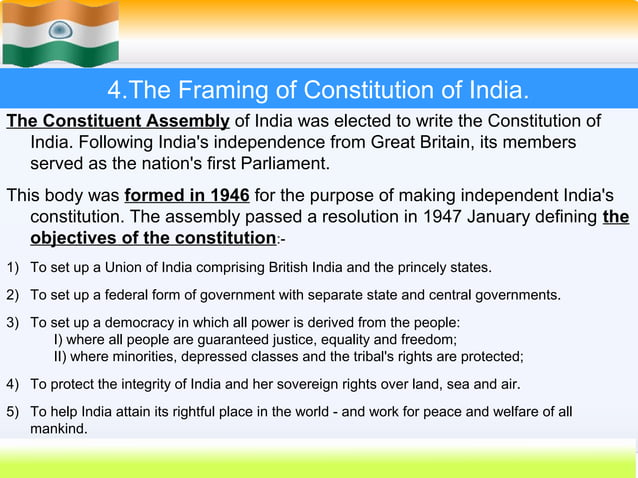 4.The Framing of Constitution of India.
The Constituent Assembly of India was elected to write the Constitution of
India. Following India's independence from Great Britain, its members
served as the nation's first Parliament.
This body was formed in 1946 for the purpose of making independent India's
constitution. The assembly passed a resolution in 1947 January defining the
objectives of the constitution:-
1) To set up a Union of India comprising British India and the princely states.
2) To set up a federal form of government with separate state and central governments.
3) To set up a democracy in which all power is derived from the people:
I) where all people are guaranteed justice, equality and freedom;
II) where minorities, depressed classes and the tribal's rights are protected;
4) To protect the integrity of India and her sovereign rights over land, sea and air.
5) To help India attain its rightful place in the world - and work for peace and welfare of all
mankind.